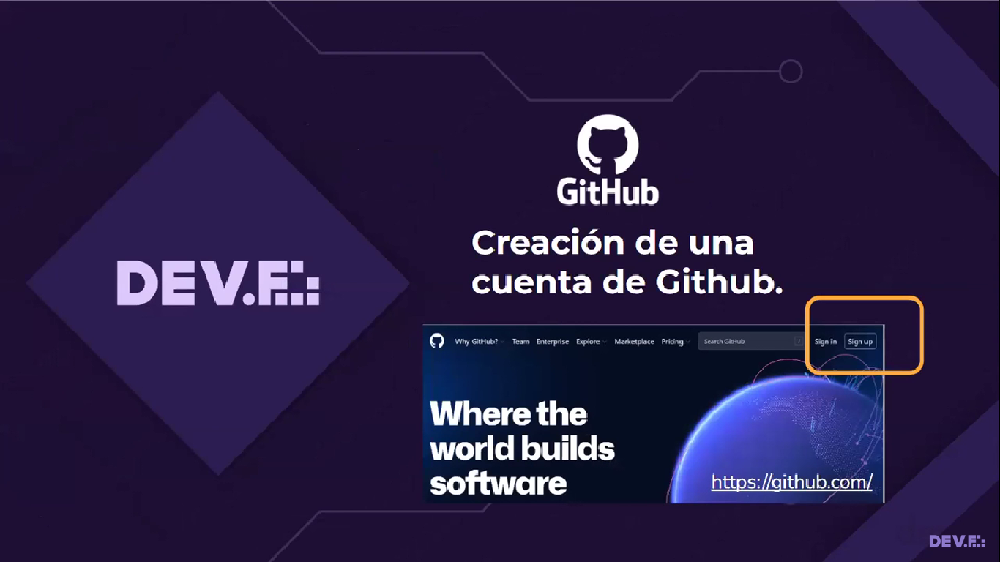 DEV.F.:
GitHub
Creación de una
cuenta de Github.
Why GitHub? Team Enterprise Explore Marketplace Pricing Search GitHub / Sign in Sign up
Where the
world builds
software
https://github.com/
DEV.F.: